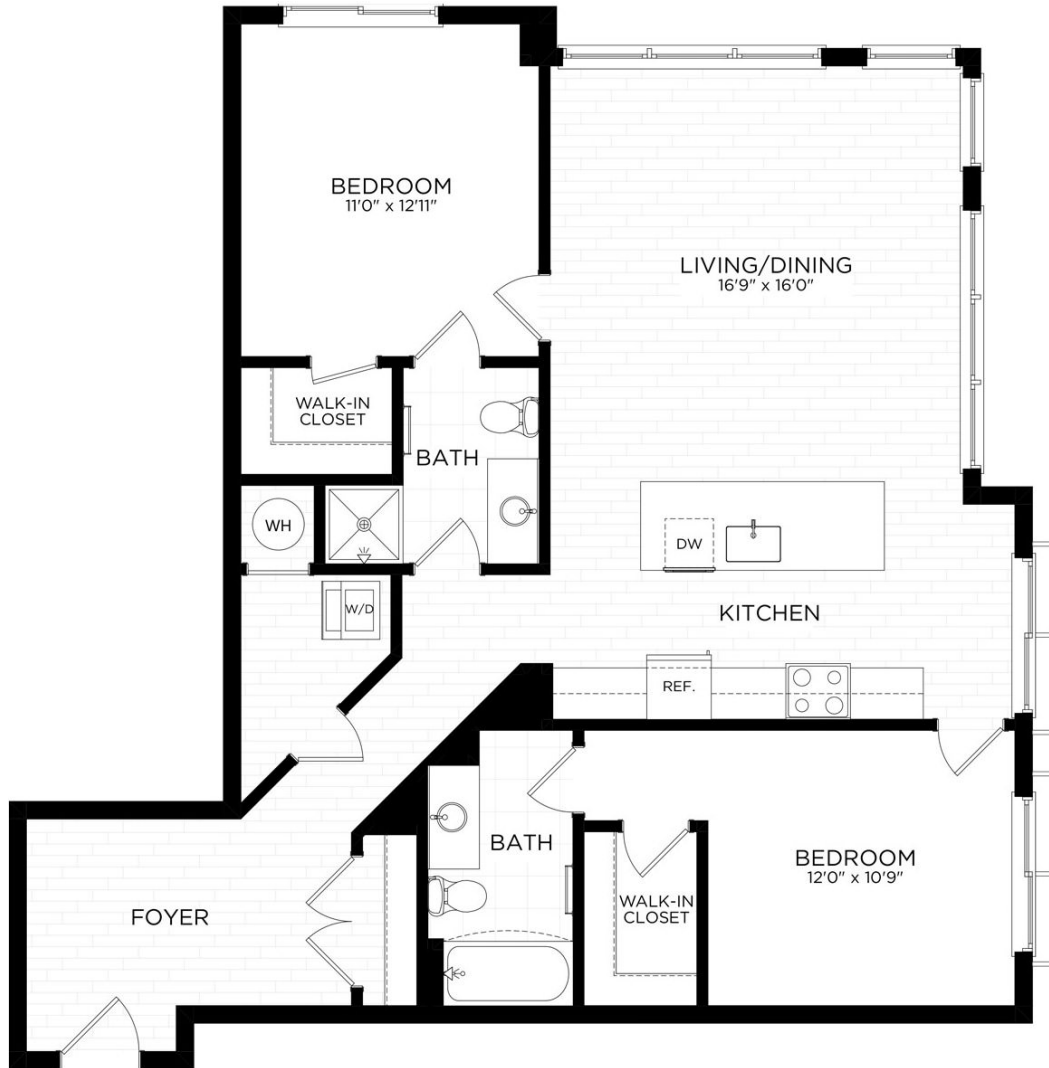 BEDROOM
11'0" x 12'11"
LIVING/DINING
16'9" x 16'0"
WALK-IN
CLOSET
BATH
WH
DW
W/D
KITCHEN
REF.
BATH
BEDROOM
12'0" x 10'9"
WALK-IN
CLOSET
FOYER